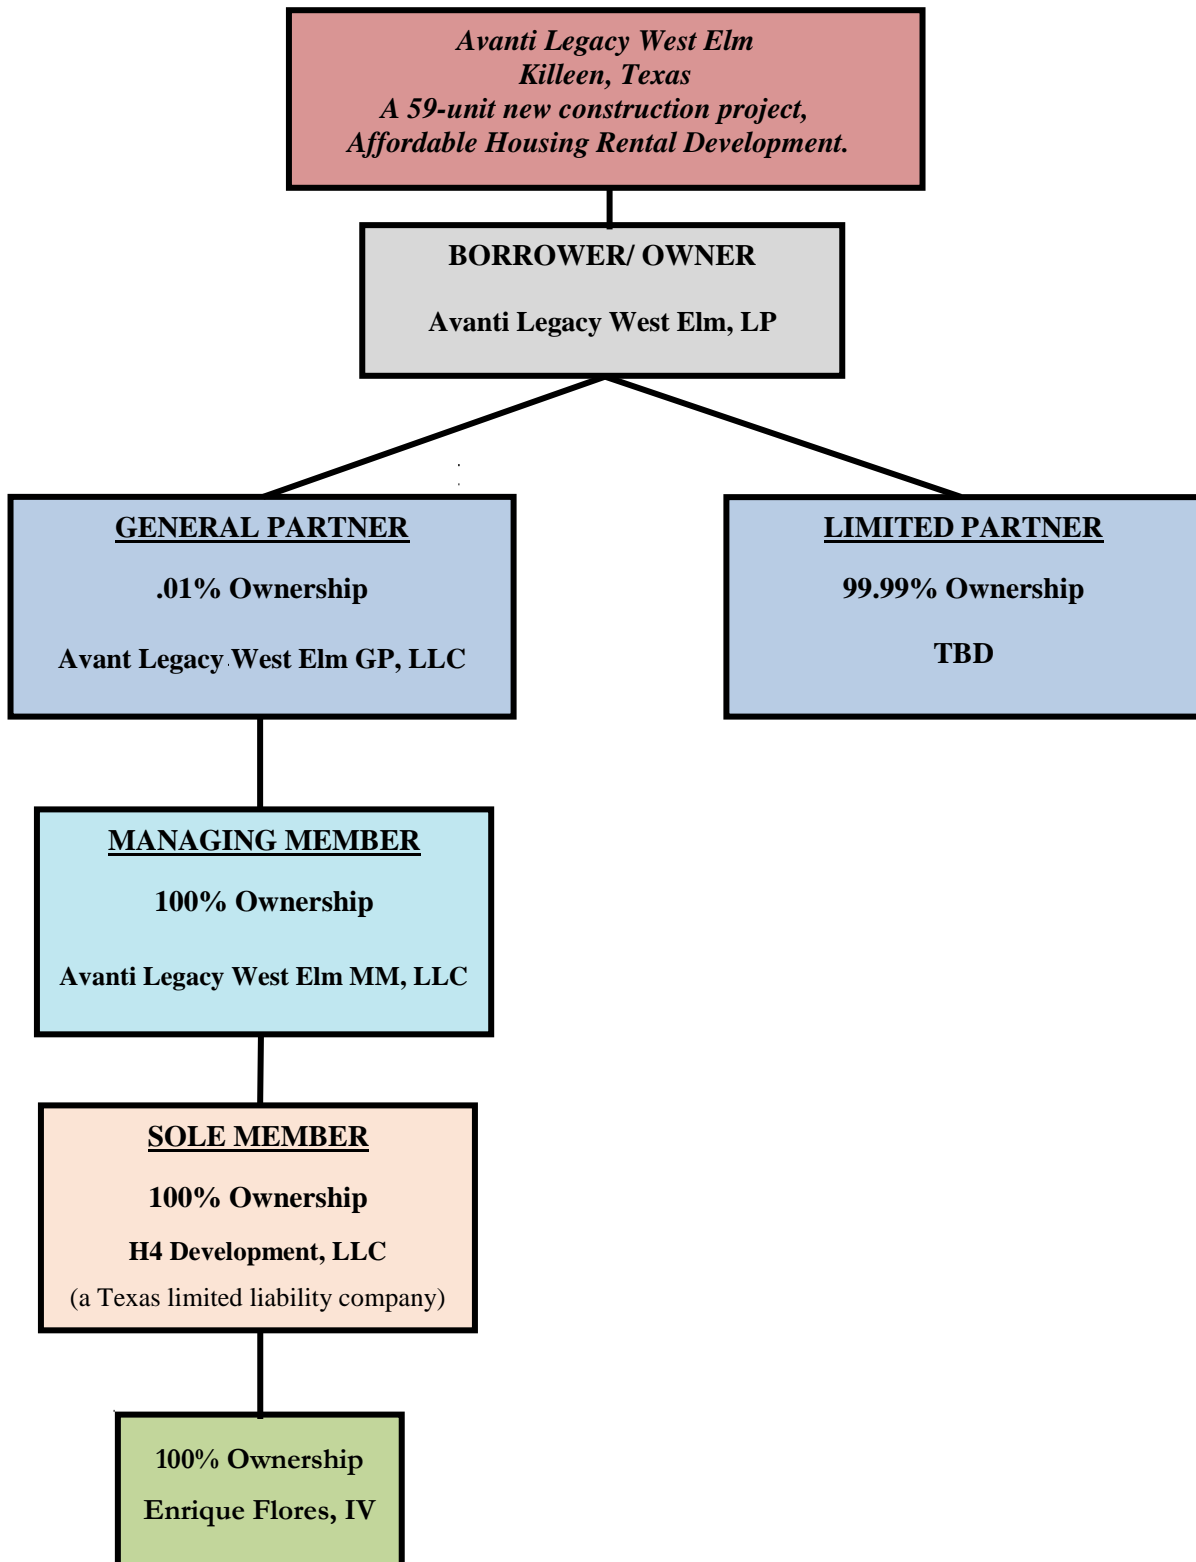 Avanti Legacy West Elm
Killeen, Texas
A 59-unit new construction project,
Affordable Housing Rental Development.
BORROWER/ OWNER
Avanti Legacy West Elm, LP
GENERAL PARTNER
.01% Ownership
Avant Legacy West Elm GP, LLC
LIMITED PARTNER
99.99% Ownership
TBD
MANAGING MEMBER
100% Ownership
Avanti Legacy West Elm MM, LLC
SOLE MEMBER
100% Ownership
H4 Development, LLC
(a Texas limited liability company)
100% Ownership
Enrique Flores, IV